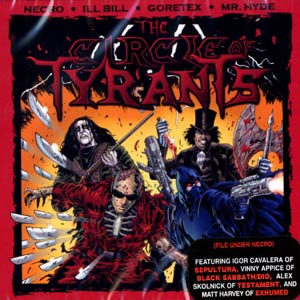 NECRO • ILL BILL • GORETEX • MR. HYDE
THE
CIRCLE OF
TYRANTS
(FILE UNDER NECRO)
FEATURING IGOR CAVALERA OF
SEPULTURA, VINNY APPICE OF
BLACK SABBATH/DIO, ALEX
SKOLNICK OF TESTAMENT, AND
MATT HARVEY OF EXHUMED